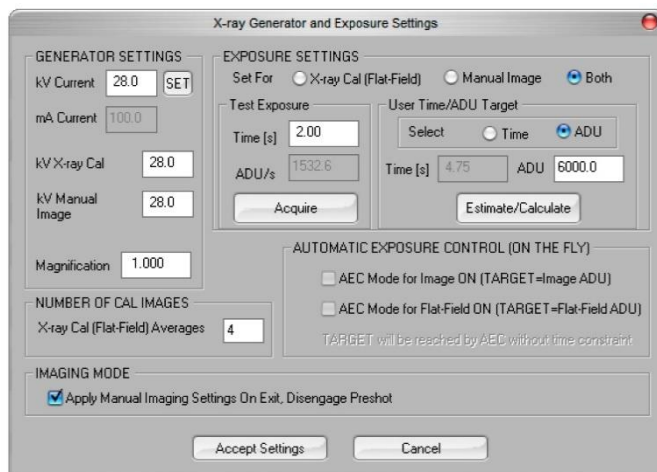 X-ray Generator and Exposure Settings
GENERATOR SETTINGS
kV Current 28.0 SET
mA Current 100.0
kV X-ray Cal 28.0
kV Manual
Image 28.0
Magnification 1.000
NUMBER OF CAL IMAGES
X-ray Cal (Flat-Field) Averages 4
EXPOSURE SETTINGS
Set For X-ray Cal (Flat-Field) Manual Image Both
Test Exposure
Time [s] 2.00
ADU/s 1532.6
Acquire
User Time/ADU Target
Select Time ADU
Time [s] 4.75 ADU 6000.0
Estimate/Calculate
AUTOMATIC EXPOSURE CONTROL (ON THE FLY)
AEC Mode for Image ON (TARGET=Image ADU)
AEC Mode for Flat-Field ON (TARGET=Flat-Field ADU)
TARGET will be reached by AEC without time constraint
IMAGING MODE
Apply Manual Imaging Settings On Exit, Disengage Preshot
Accept Settings Cancel